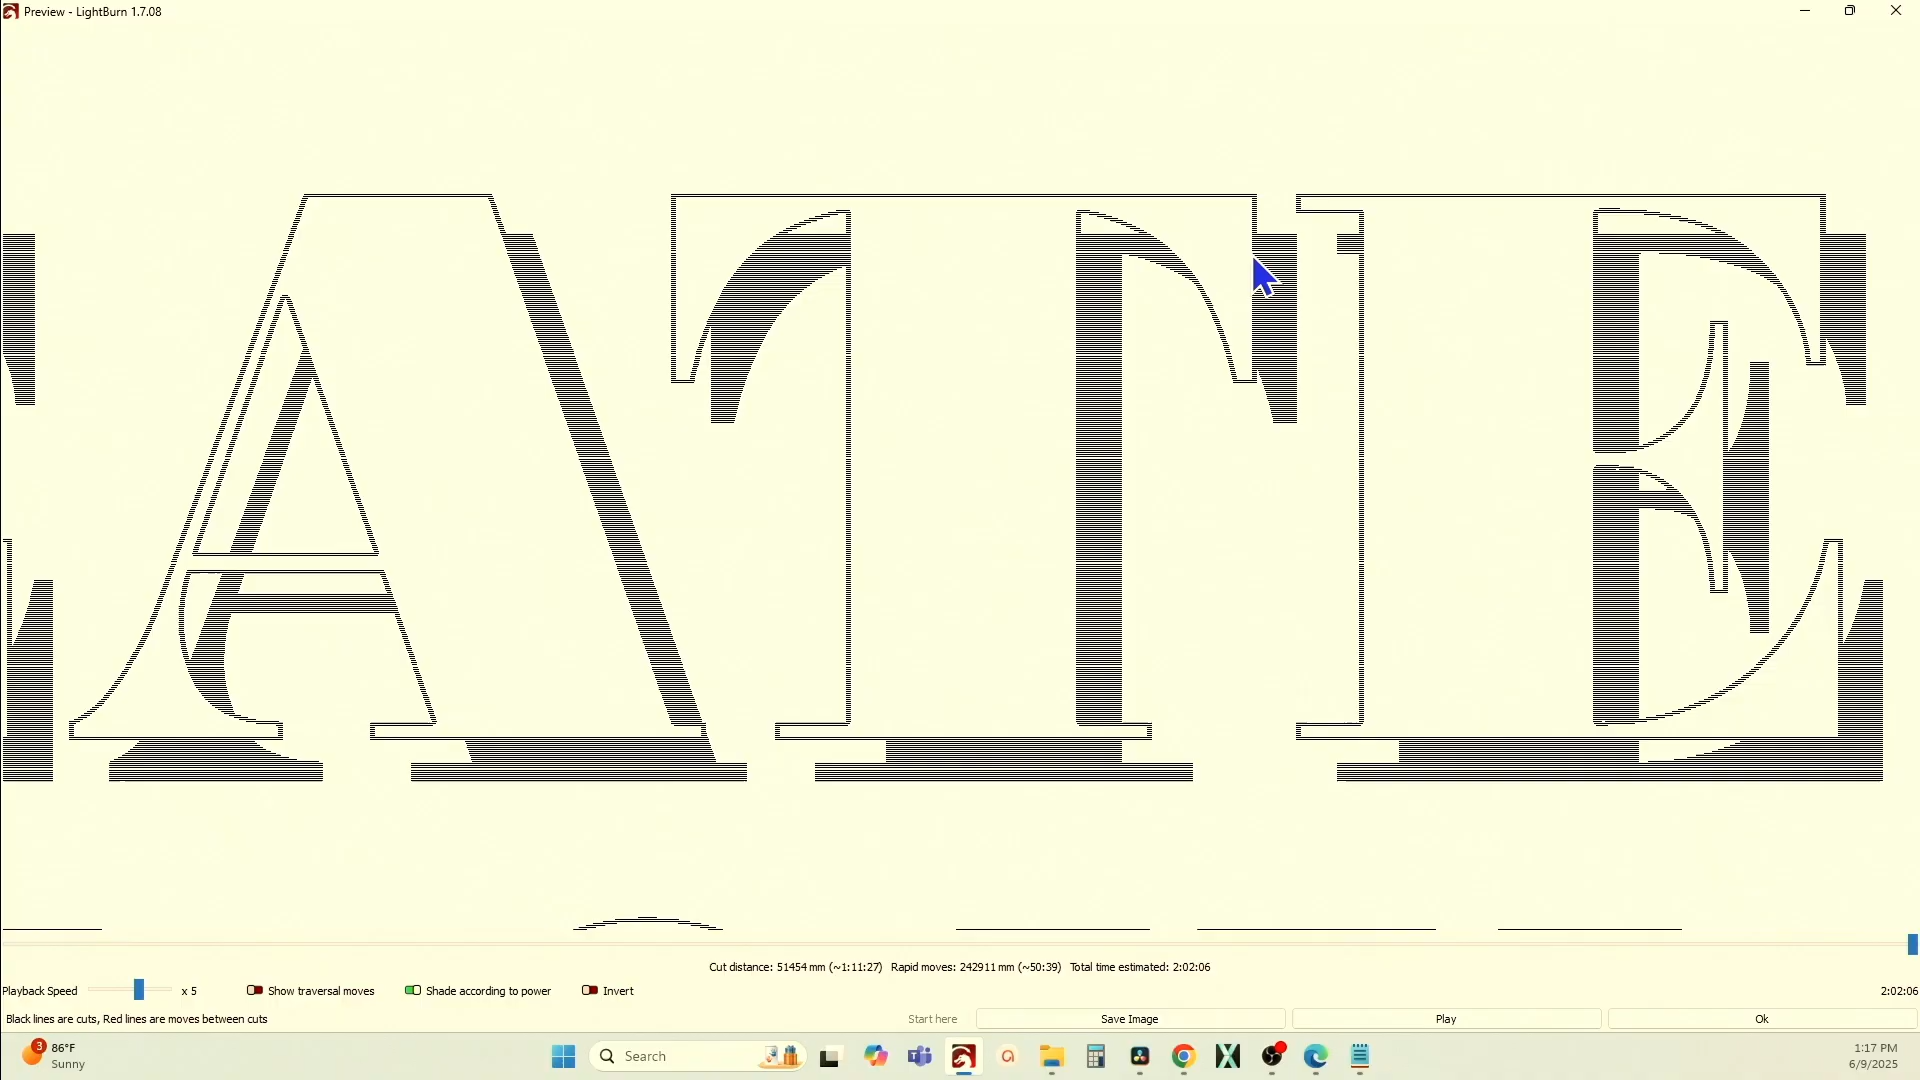 Preview - LightBurn 1.7.08
ATE
Cut distance: 51454 mm (~1:11:27) Rapid moves: 242911 mm (~50:39) Total time estimated: 2:02:06
Playback Speed x 5 Show traversal moves Shade according to power Invert 2:02:06
Black lines are cuts, Red lines are moves between cuts Start here Save Image Play Ok
3 86°F
Sunny
Search
1:17 PM
6/9/2025